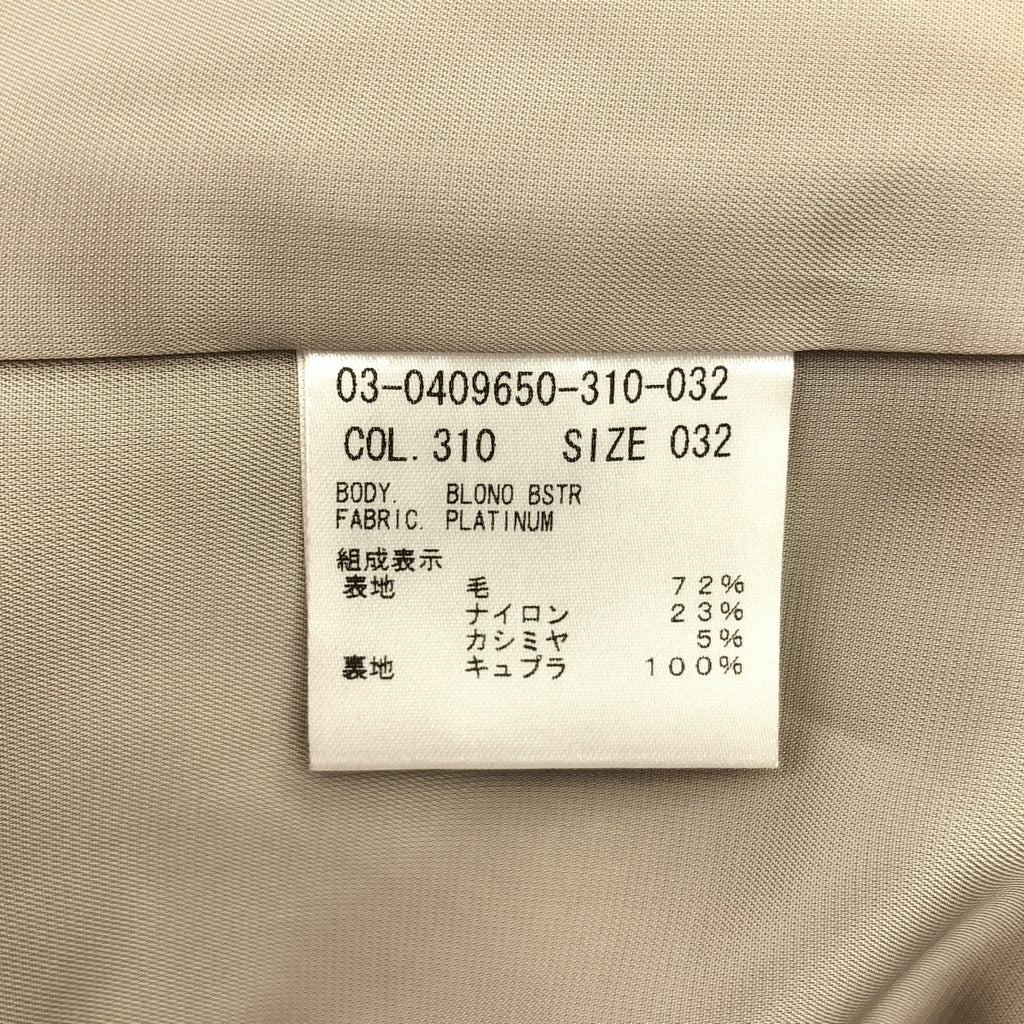 03-0409650-310-032
COL. 310 SIZE 032
BODY. BLONO BSTR
FABRIC. PLATINUM
組成表示
表地 毛 72%
ナイロン 23%
カシミヤ 5%
裏地 キュプラ 100%